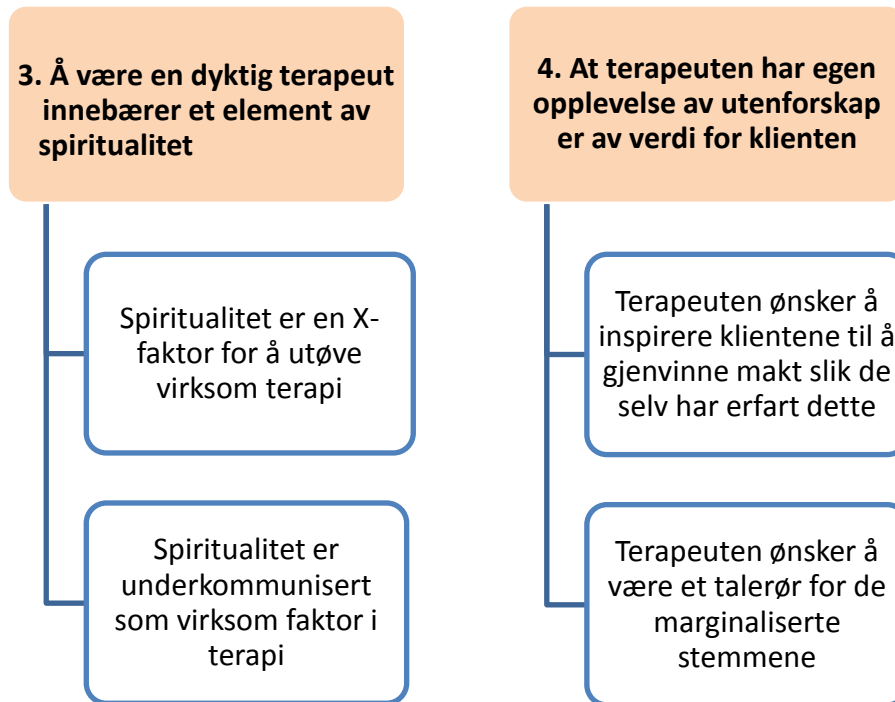 3. Å være en dyktig terapeut
innebærer et element av
spiritualitet
Spiritualitet er en X-
faktor for å utøve
virksom terapi
Spiritualitet er
underkommunisert
som virksom faktor i
terapi
4. At terapeuten har egen
opplevelse av utenforskap
er av verdi for klienten
Terapeuten ønsker å
inspirere klientene til å
gjenvinne makt slik de
selv har erfart dette
Terapeuten ønsker å
være et talerør for de
marginaliserte
stemmene